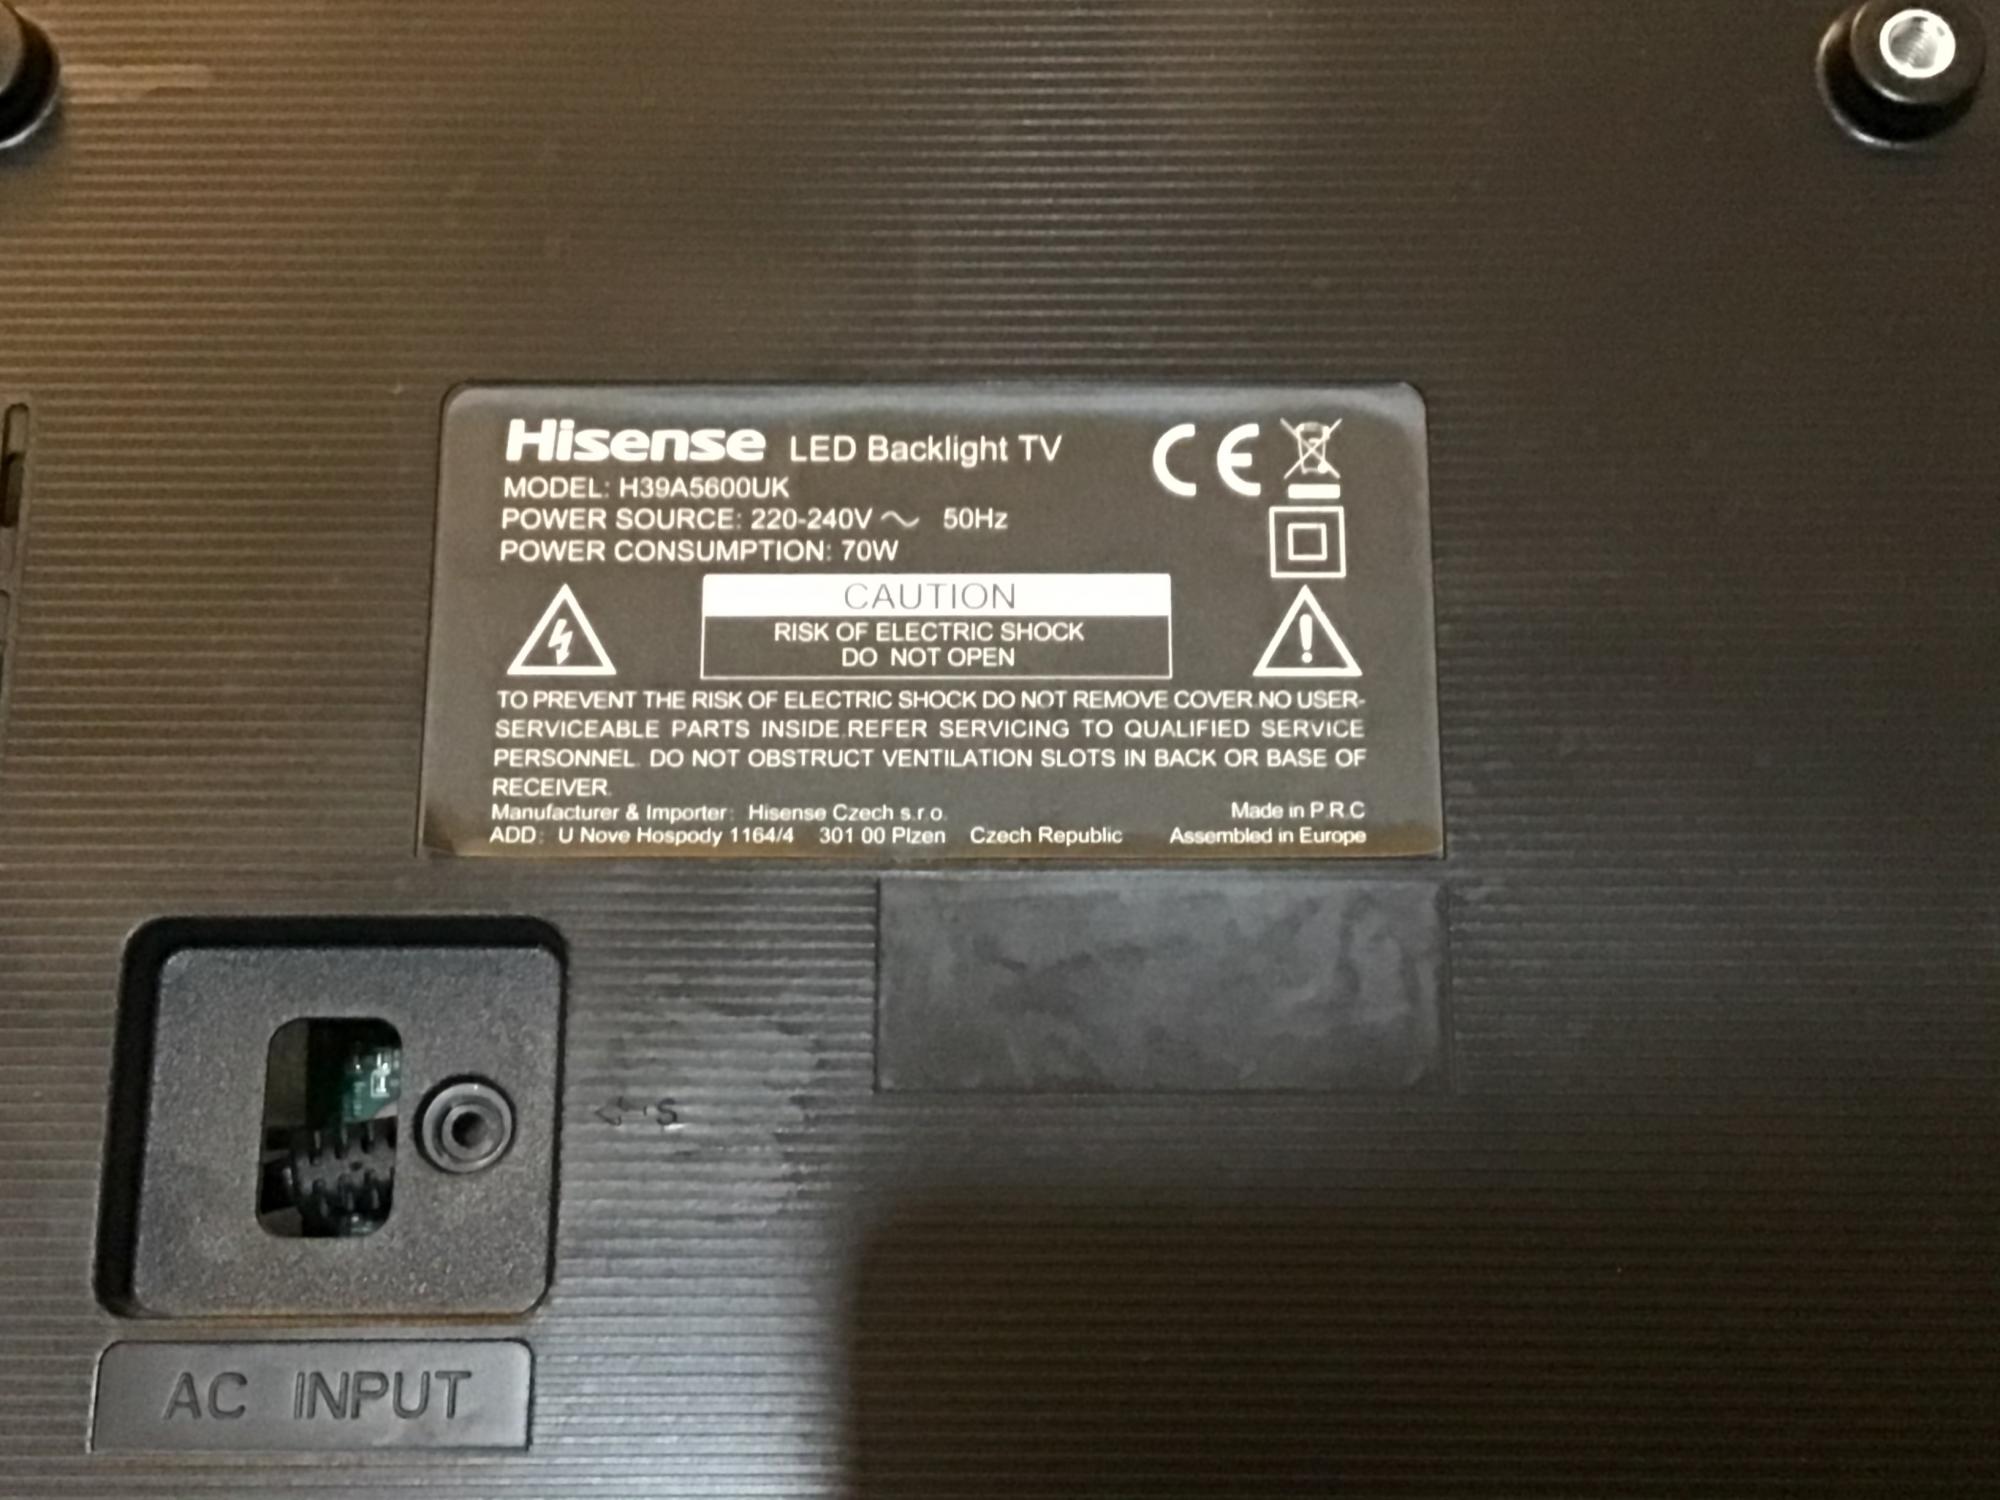 Hisense LED Backlight TV
MODEL: H39A5600UK
POWER SOURCE: 220-240V ～ 50Hz
POWER CONSUMPTION: 70W
CAUTION
RISK OF ELECTRIC SHOCK
DO NOT OPEN
TO PREVENT THE RISK OF ELECTRIC SHOCK DO NOT REMOVE COVER.NO USER-
SERVICEABLE PARTS INSIDE.REFER SERVICING TO QUALIFIED SERVICE
PERSONNEL. DO NOT OBSTRUCT VENTILATION SLOTS IN BACK OR BASE OF
RECEIVER.
Manufacturer & Importer: Hisense Czech s.r.o.
Made in P.R.C
ADD: U Nove Hospody 1164/4 301 00 Plzen Czech Republic
Assembled in Europe
AC INPUT